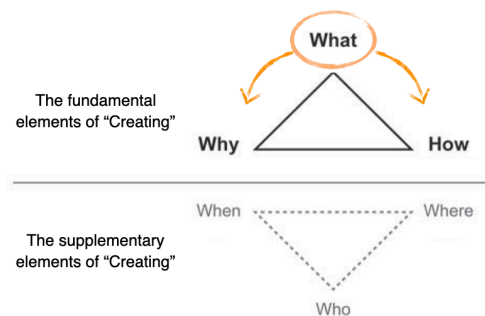 What
The fundamental
elements of “Creating”
Why
How
When
Where
The supplementary
elements of “Creating”
Who